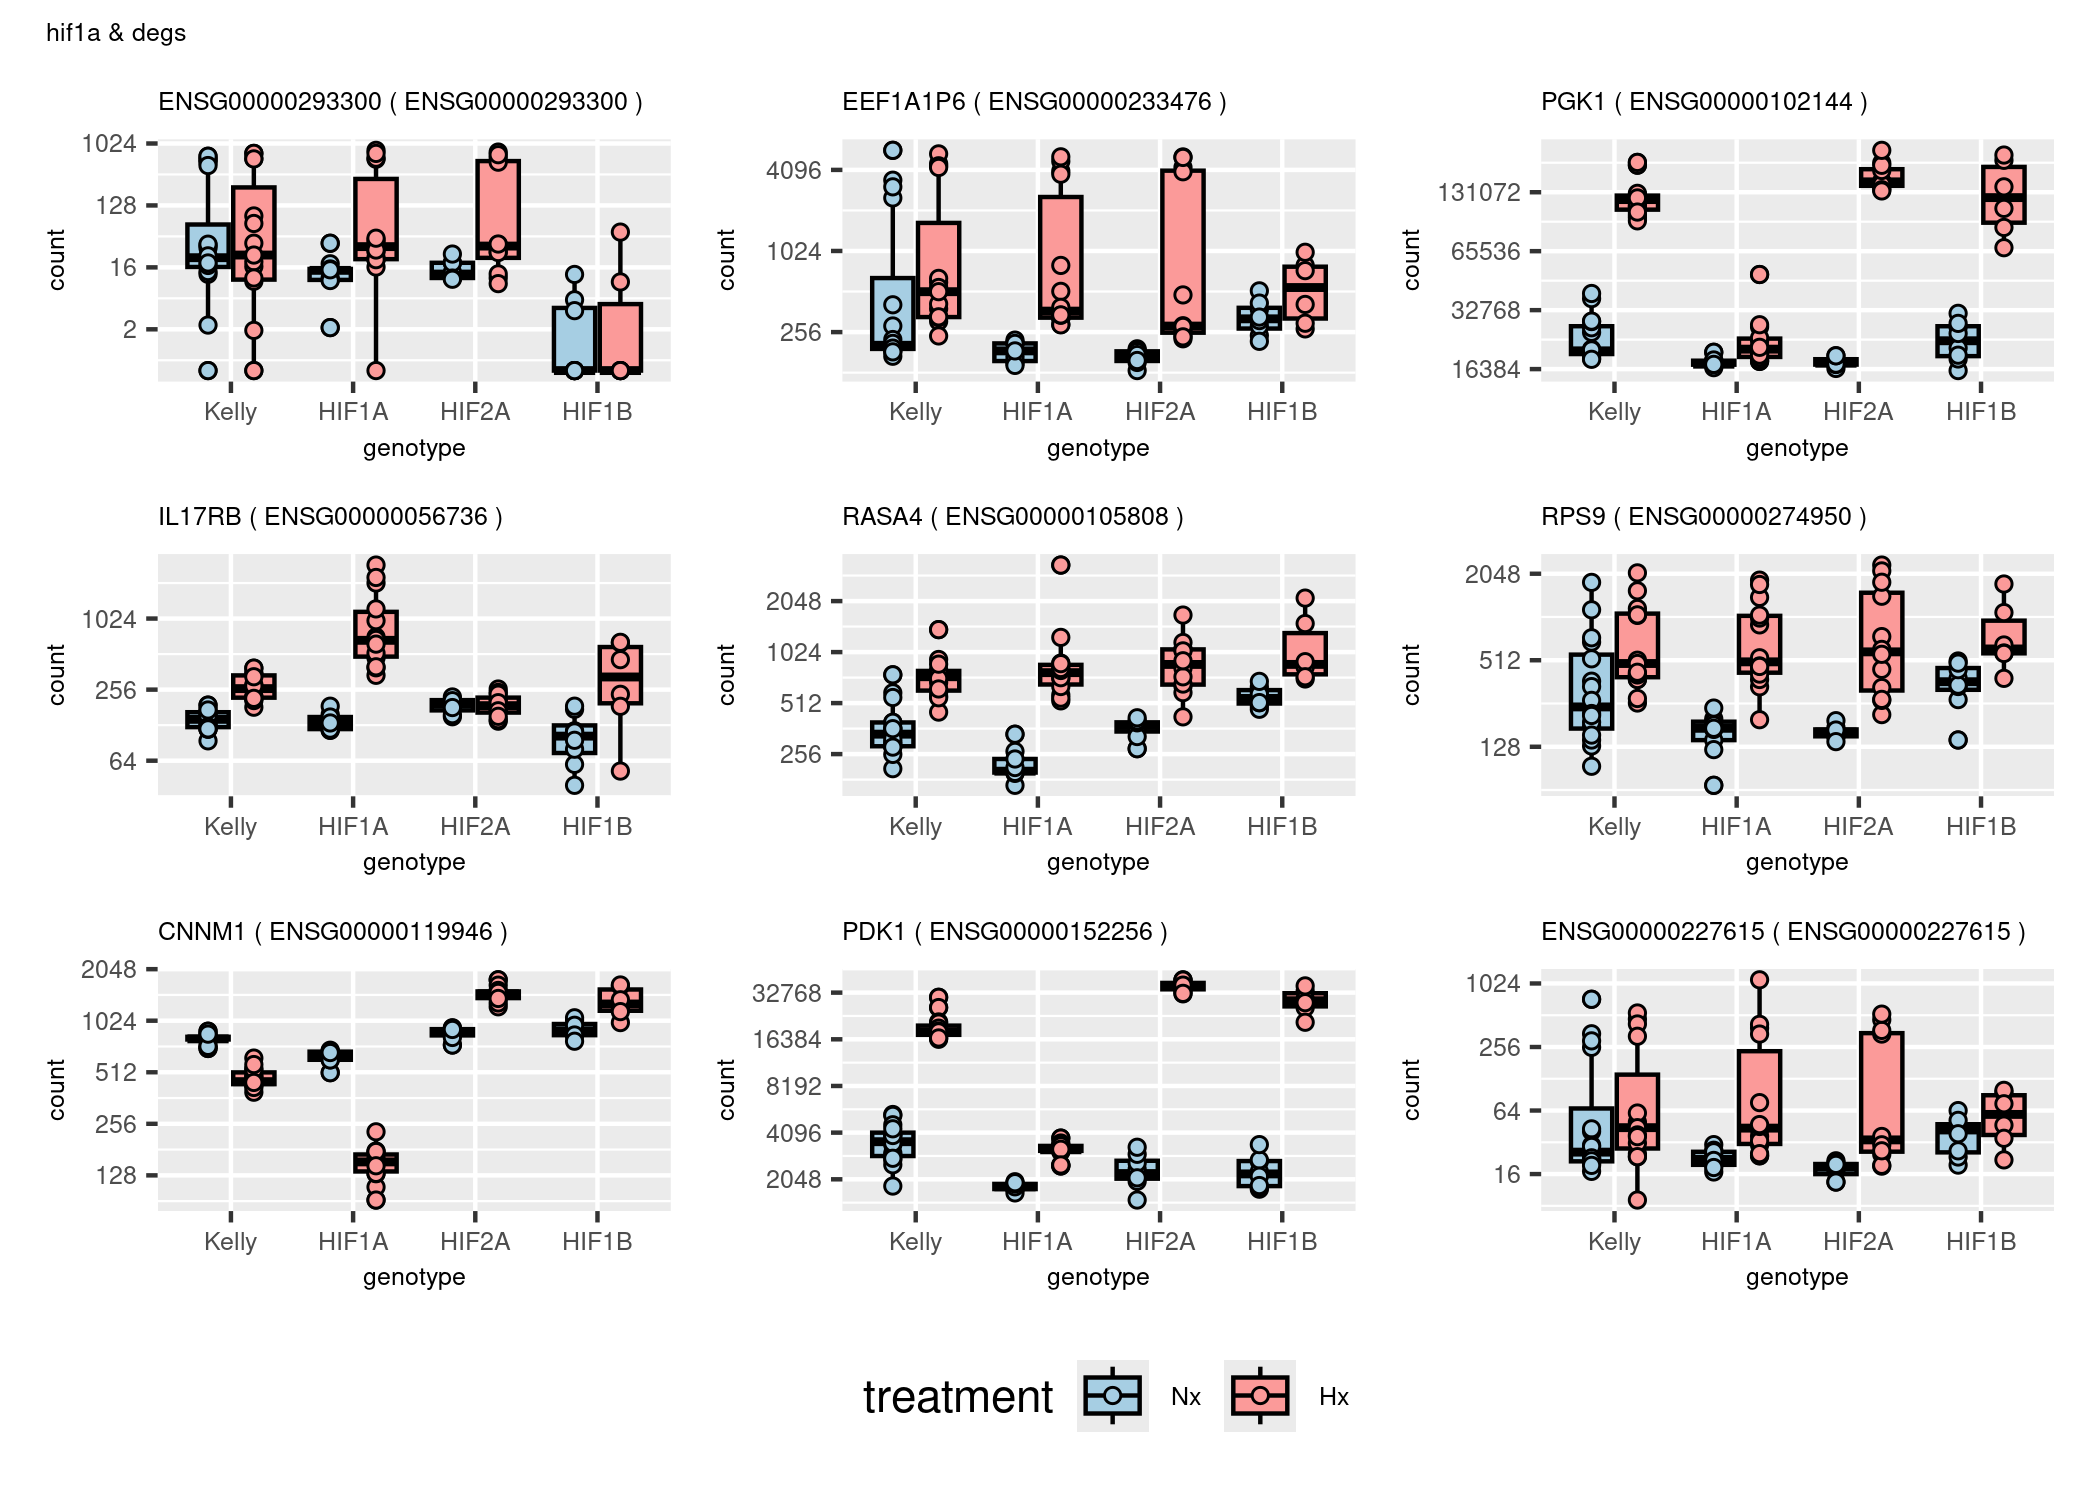 hif1a & degs
ENSG00000293300 ( ENSG00000293300 )
EEF1A1P6 ( ENSG00000233476 )
PGK1 ( ENSG00000102144 )
count
1024
128
16
2
Kelly HIF1A HIF2A HIF1B
genotype
count
4096
1024
256
Kelly HIF1A HIF2A HIF1B
genotype
count
131072
65536
32768
16384
Kelly HIF1A HIF2A HIF1B
genotype
IL17RB ( ENSG00000056736 )
RASA4 ( ENSG00000105808 )
RPS9 ( ENSG00000274950 )
count
1024
256
64
Kelly HIF1A HIF2A HIF1B
genotype
count
2048
1024
512
256
Kelly HIF1A HIF2A HIF1B
genotype
count
2048
512
128
Kelly HIF1A HIF2A HIF1B
genotype
CNNM1 ( ENSG00000119946 )
PDK1 ( ENSG00000152256 )
ENSG00000227615 ( ENSG00000227615 )
count
2048
1024
512
256
128
Kelly HIF1A HIF2A HIF1B
genotype
count
32768
16384
8192
4096
2048
Kelly HIF1A HIF2A HIF1B
genotype
count
1024
256
64
16
Kelly HIF1A HIF2A HIF1B
genotype
treatment Nx Hx